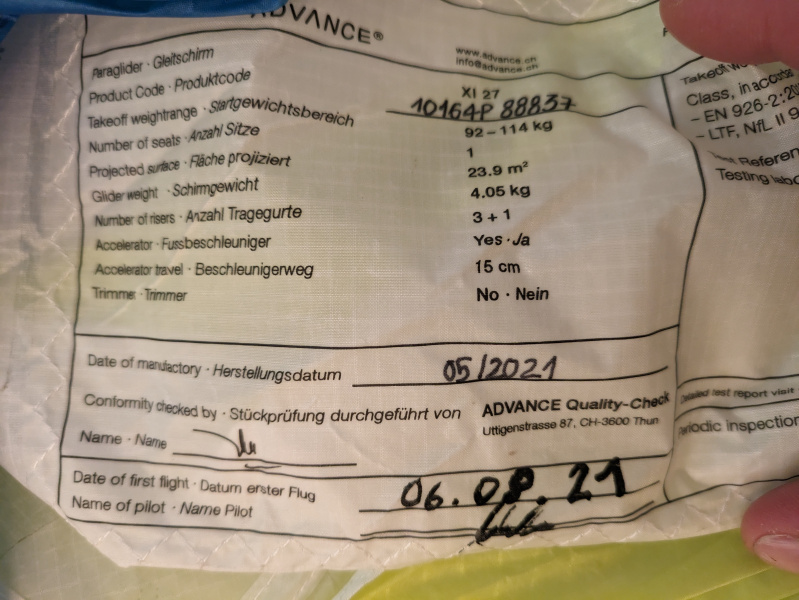 ADVANCE®
www.advance.ch
info@advance.ch
Paraglider · Gleitschirm XI 27
Product Code · Produktcode 10164P 88837
Takeoff weightrange · Startgewichtsbereich 92 – 114 kg
Number of seats · Anzahl Sitze 1
Projected surface · Fläche projiziert 23.9 m²
Glider weight · Schirmgewicht 4.05 kg
Number of risers · Anzahl Tragegurte 3 + 1
Accelerator · Fussbeschleuniger Yes · Ja
Accelerator travel · Beschleunigerweg 15 cm
Trimmer · Trimmer No · Nein
Date of manufactory · Herstellungsdatum 05/2021
Conformity checked by · Stückprüfung durchgeführt von ADVANCE Quality-Check
Uttigenstrasse 87, CH-3600 Thun
Name · Name
Date of first flight · Datum erster Flug 06.08.21
Name of pilot · Name Pilot
Takeoff
Class, in
– EN 926-2:
– LTF, NfL II 9
Testing
test report visit
inspection